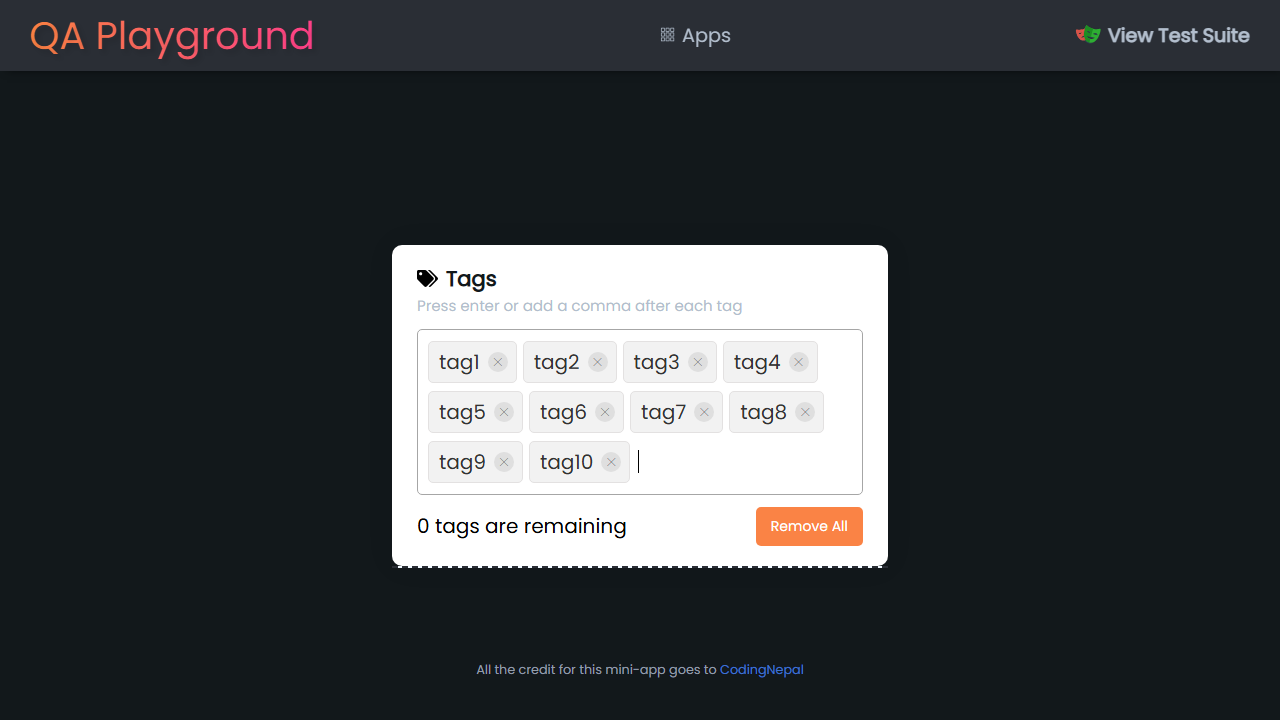 QA Playground
Apps
View Test Suite
Tags
Press enter or add a comma after each tag
tag1 tag2 tag3 tag4
tag5 tag6 tag7 tag8
tag9 tag10
0 tags are remaining
Remove All
All the credit for this mini-app goes to CodingNepal